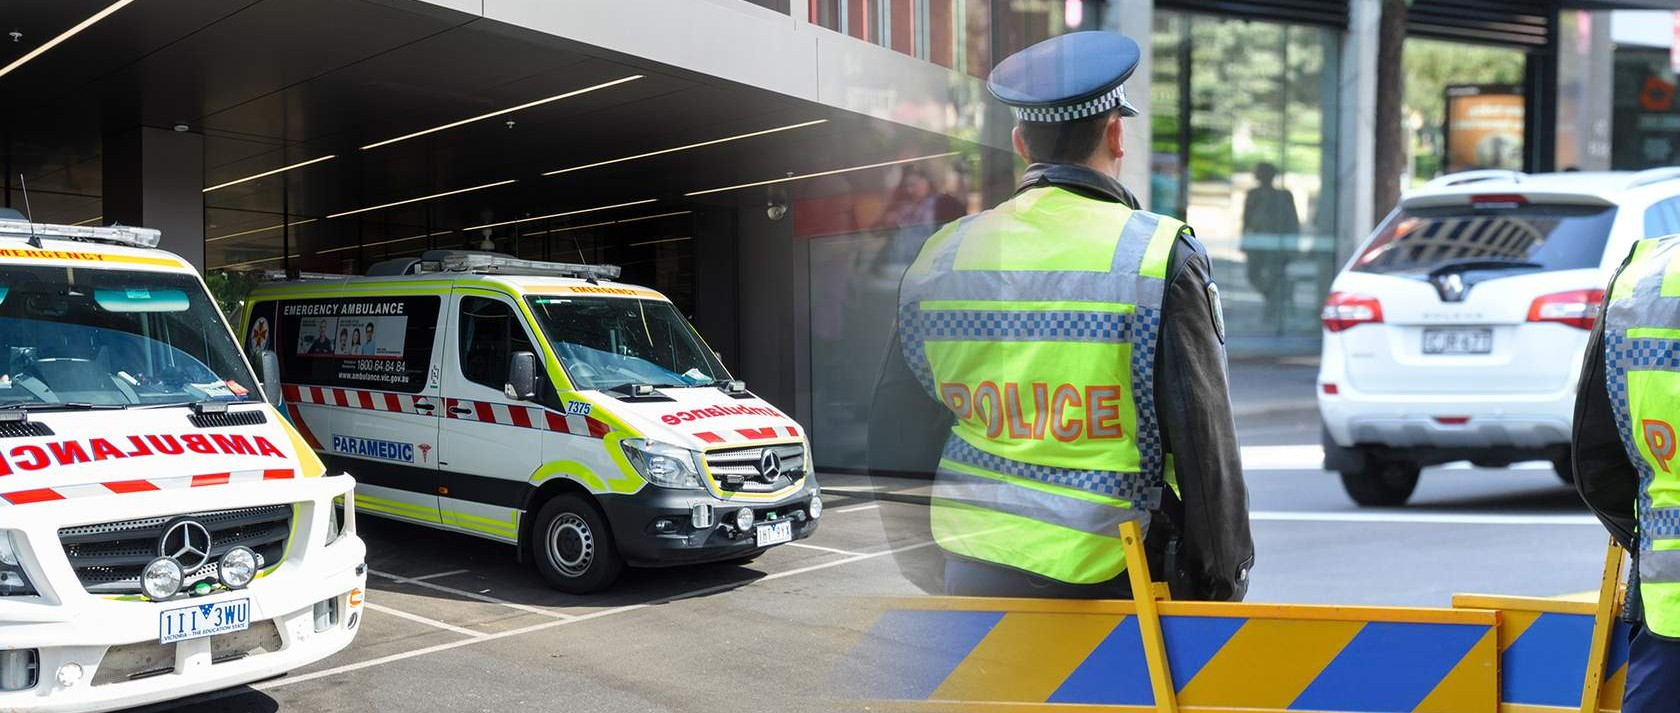 EMERGENCY
AMBULANCE
1II 3WU
VICTORIA - THE EDUCATION STATE
EMERGENCY AMBULANCE
1800 64 84 84
www.ambulance.vic.gov.au
PARAMEDIC
7375
EMERGENCY
Ambulance
POLICE
P